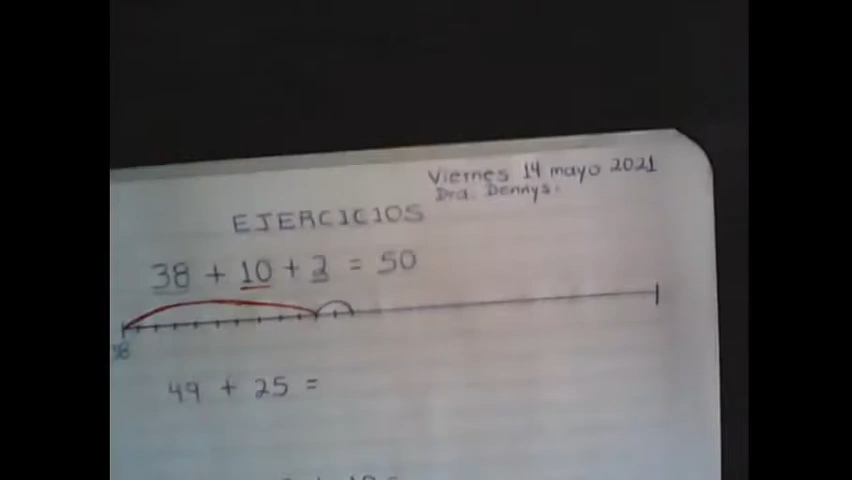 Viernes 14 mayo 2021
Dra. Dennys.
EJERCICIOS
38 + 10 + 2 = 50
38
49 + 25 =